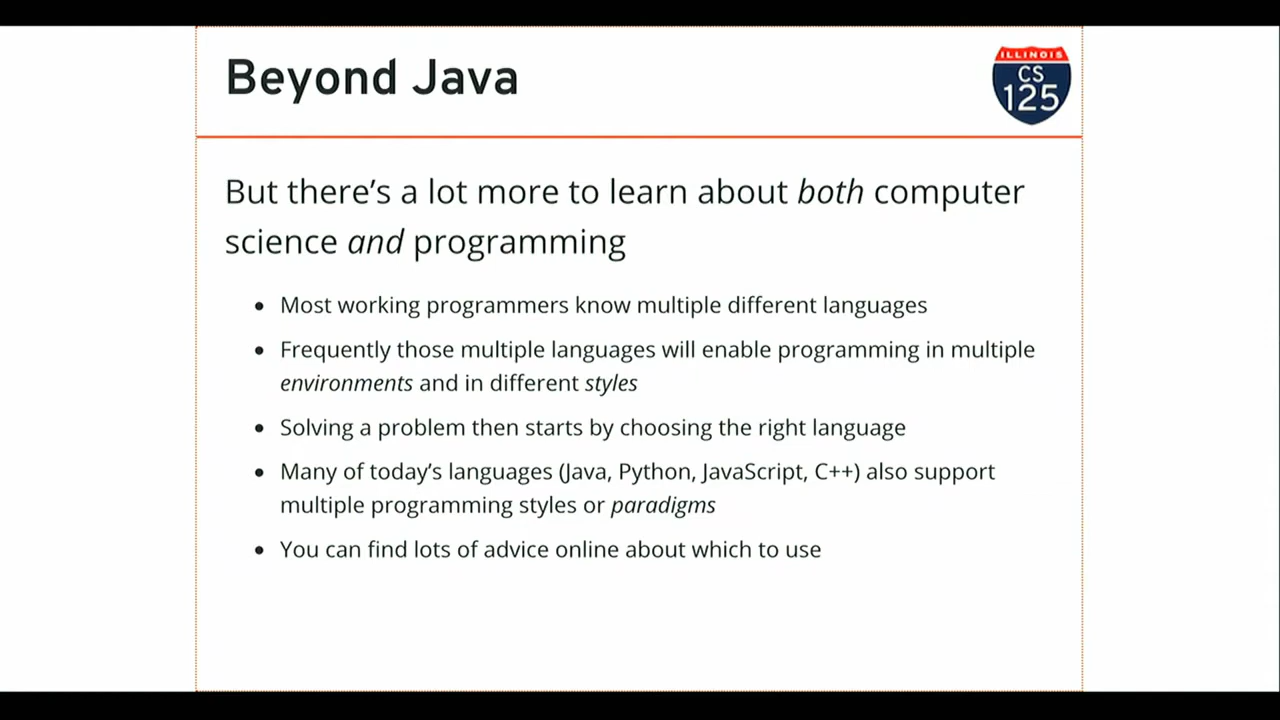 Beyond Java
ILLINOIS
CS
125
But there's a lot more to learn about both computer
science and programming
• Most working programmers know multiple different languages
• Frequently those multiple languages will enable programming in multiple
environments and in different styles
• Solving a problem then starts by choosing the right language
• Many of today's languages (Java, Python, JavaScript, C++) also support
multiple programming styles or paradigms
• You can find lots of advice online about which to use